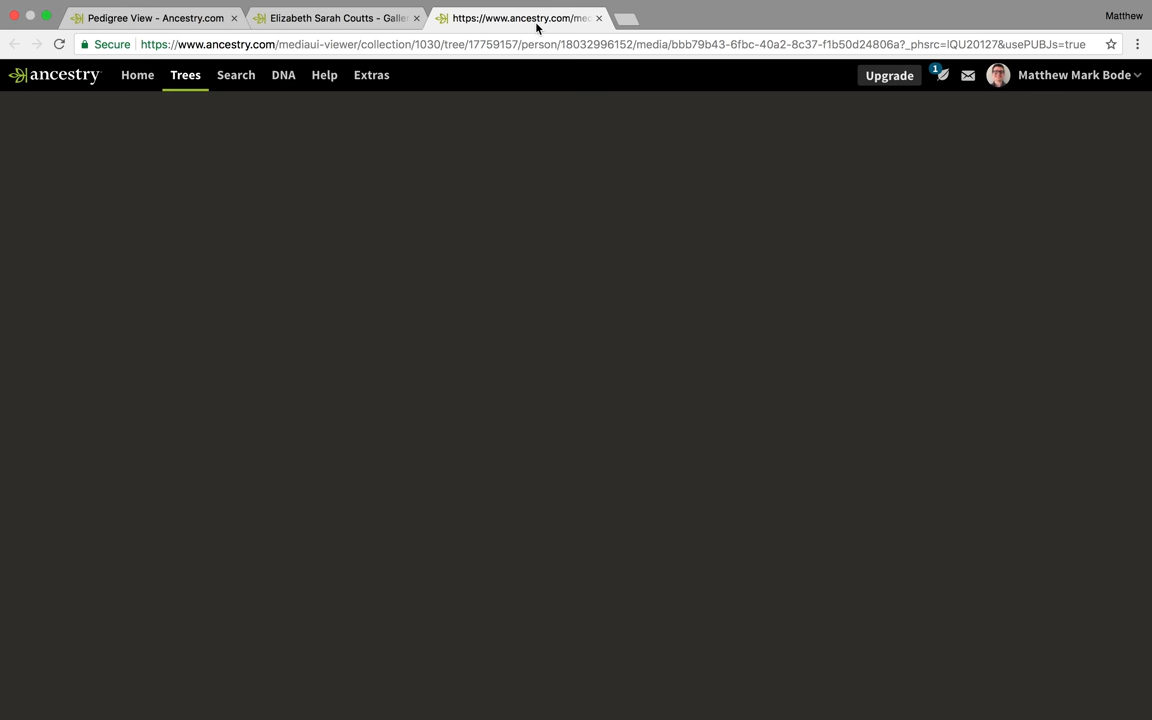 Pedigree View - Ancestry.com
Elizabeth Sarah Coutts - Galle
https://www.ancestry.com/med
Matthew
Secure
https://www.ancestry.com/mediaui-viewer/collection/1030/tree/17759157/person/18032996152/media/bbb79b43-6fbc-40a2-8c37-f1b50d24806a?_phsrc=IQU20127&usePUBJs=true
ancestry
Home
Trees
Search
DNA
Help
Extras
Upgrade
1
Matthew Mark Bode